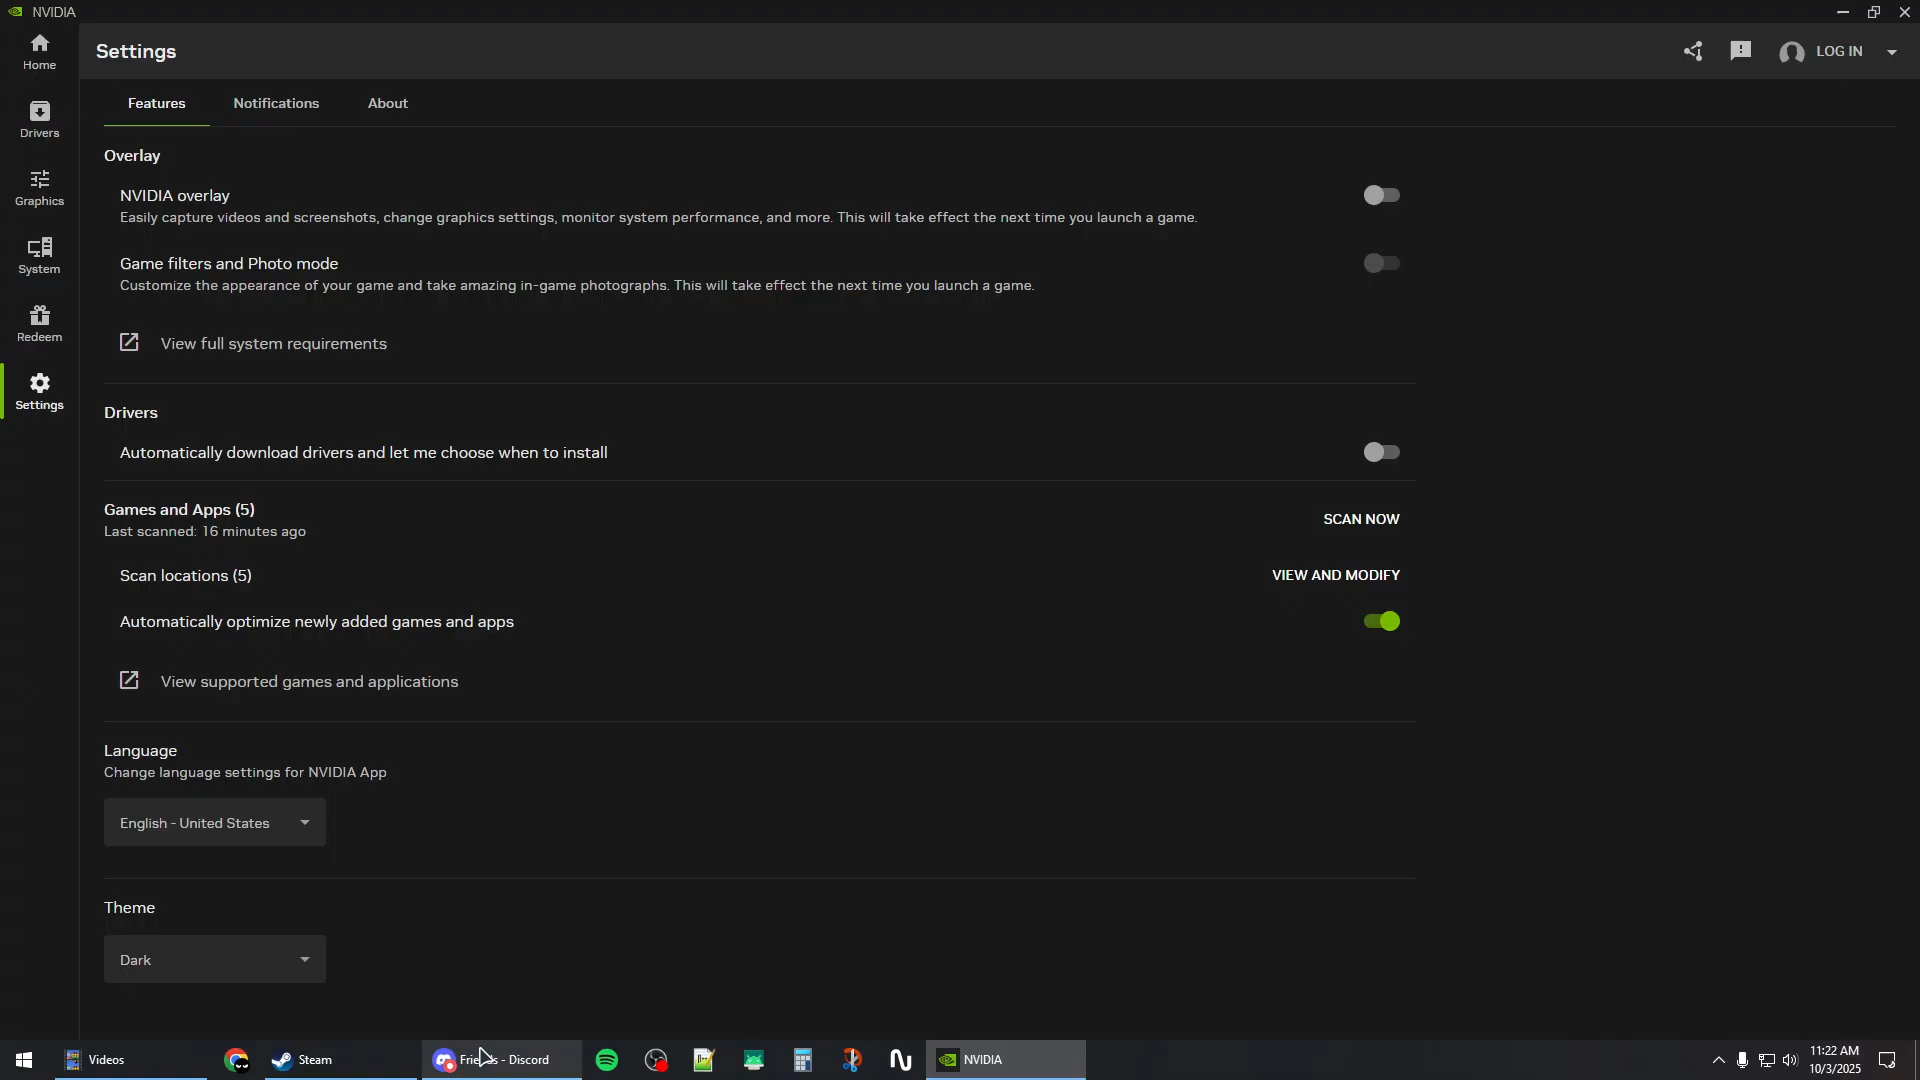 NVIDIA
Home
Settings
LOG IN
Drivers
Graphics
System
Redeem
Settings
Features
Notifications
About
Overlay
NVIDIA overlay
Easily capture videos and screenshots, change graphics settings, monitor system performance, and more. This will take effect the next time you launch a game.
Game filters and Photo mode
Customize the appearance of your game and take amazing in-game photographs. This will take effect the next time you launch a game.
View full system requirements
Drivers
Automatically download drivers and let me choose when to install
Games and Apps (5)
Last scanned: 16 minutes ago
SCAN NOW
Scan locations (5)
VIEW AND MODIFY
Automatically optimize newly added games and apps
View supported games and applications
Language
Change language settings for NVIDIA App
English - United States
Theme
Dark
Videos
Steam
- Discord
NVIDIA
11:22 AM
10/3/2025